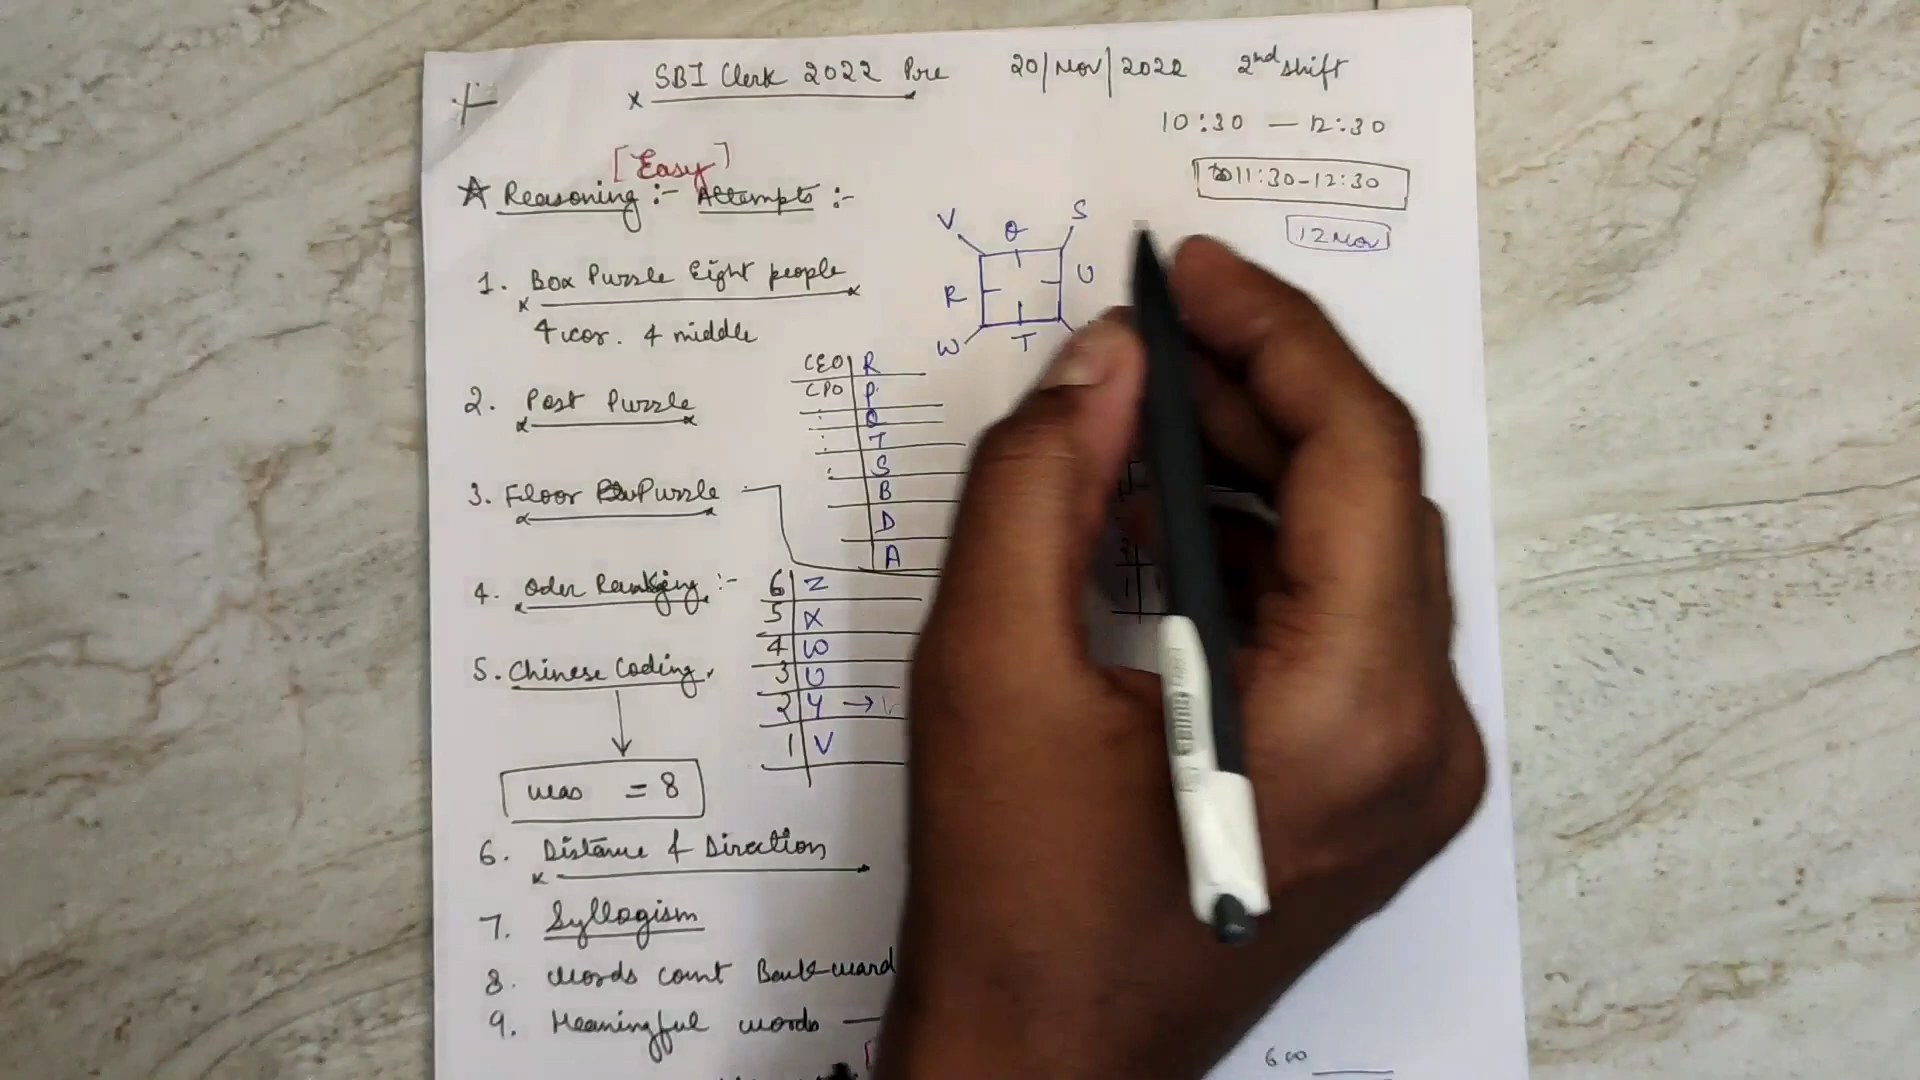 SBI Clerk 2022 Pre 20/Nov/2022 2nd shift
10:30 — 12:30
[Easy]
11:30-12:30
☆ Reasoning :- Attempts :-
12 Nov
V Q S
1. Box Puzzle Eight people
R U
4 cor. 4 middle
W T
CEO R
2. Post Puzzle
CPO P
Q
T
S
3. Floor Puzzle
B
D
A
4. Oder Ranking :-
6 Z
5 X
4 W
5. Chinese Coding.
3 U
2 Y →
1 V
was = 8
6. Distance & Direction
7. Syllogism
8. words count Backward
9. Meaningful words —